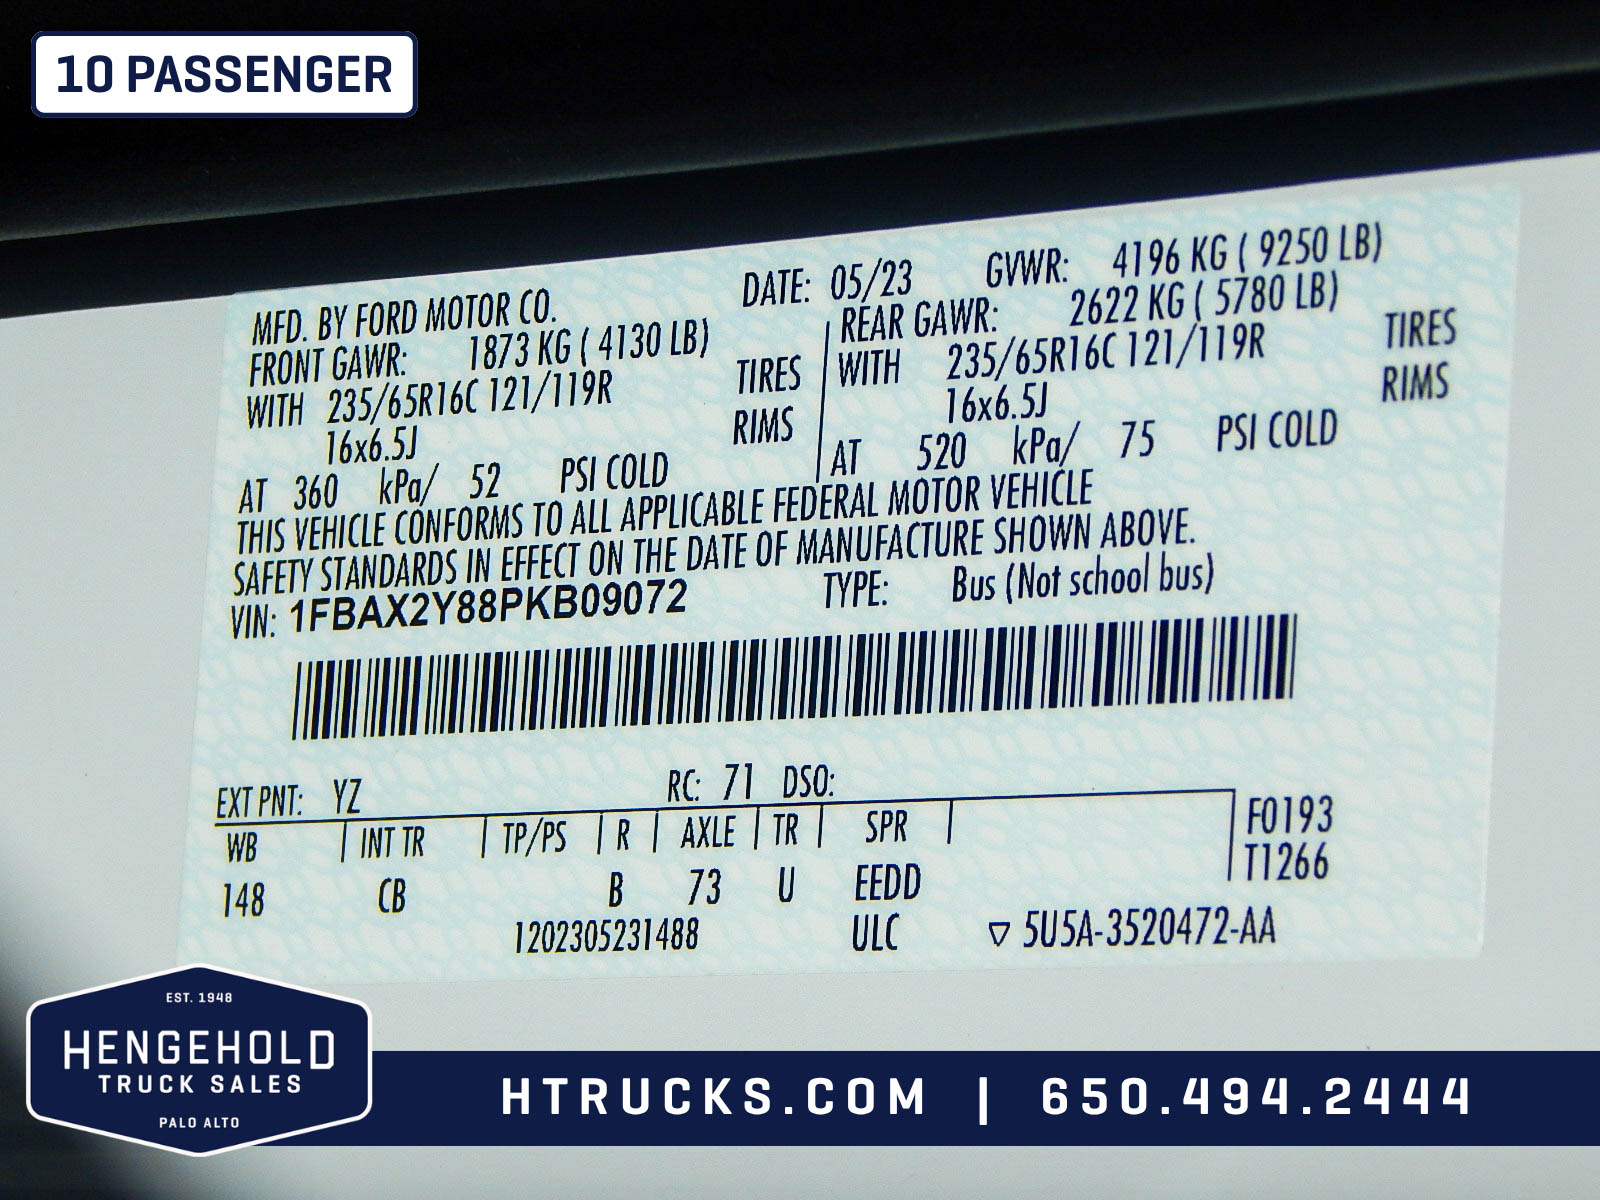 10 PASSENGER
MFD. BY FORD MOTOR CO. DATE: 05/23 GVWR: 4196 KG ( 9250 LB)
FRONT GAWR: 1873 KG ( 4130 LB) REAR GAWR: 2622 KG ( 5780 LB)
WITH 235/65R16C 121/119R TIRES WITH 235/65R16C 121/119R TIRES
16x6.5J RIMS 16x6.5J RIMS
AT 360 kPa/ 52 PSI COLD AT 520 kPa/ 75 PSI COLD
THIS VEHICLE CONFORMS TO ALL APPLICABLE FEDERAL MOTOR VEHICLE
SAFETY STANDARDS IN EFFECT ON THE DATE OF MANUFACTURE SHOWN ABOVE.
VIN: 1FBAX2Y88PKB09072 TYPE: Bus (Not school bus)
EXT PNT: YZ RC: 71 DSO:
WB INT TR TP/PS R AXLE TR SPR F0193
T1266
148 CB B 73 U EEDD
1202305231488 ULC ▽ 5U5A-3520472-AA
EST. 1948
HENGEHOLD
TRUCK SALES
PALO ALTO
HTRUCKS.COM | 650.494.2444